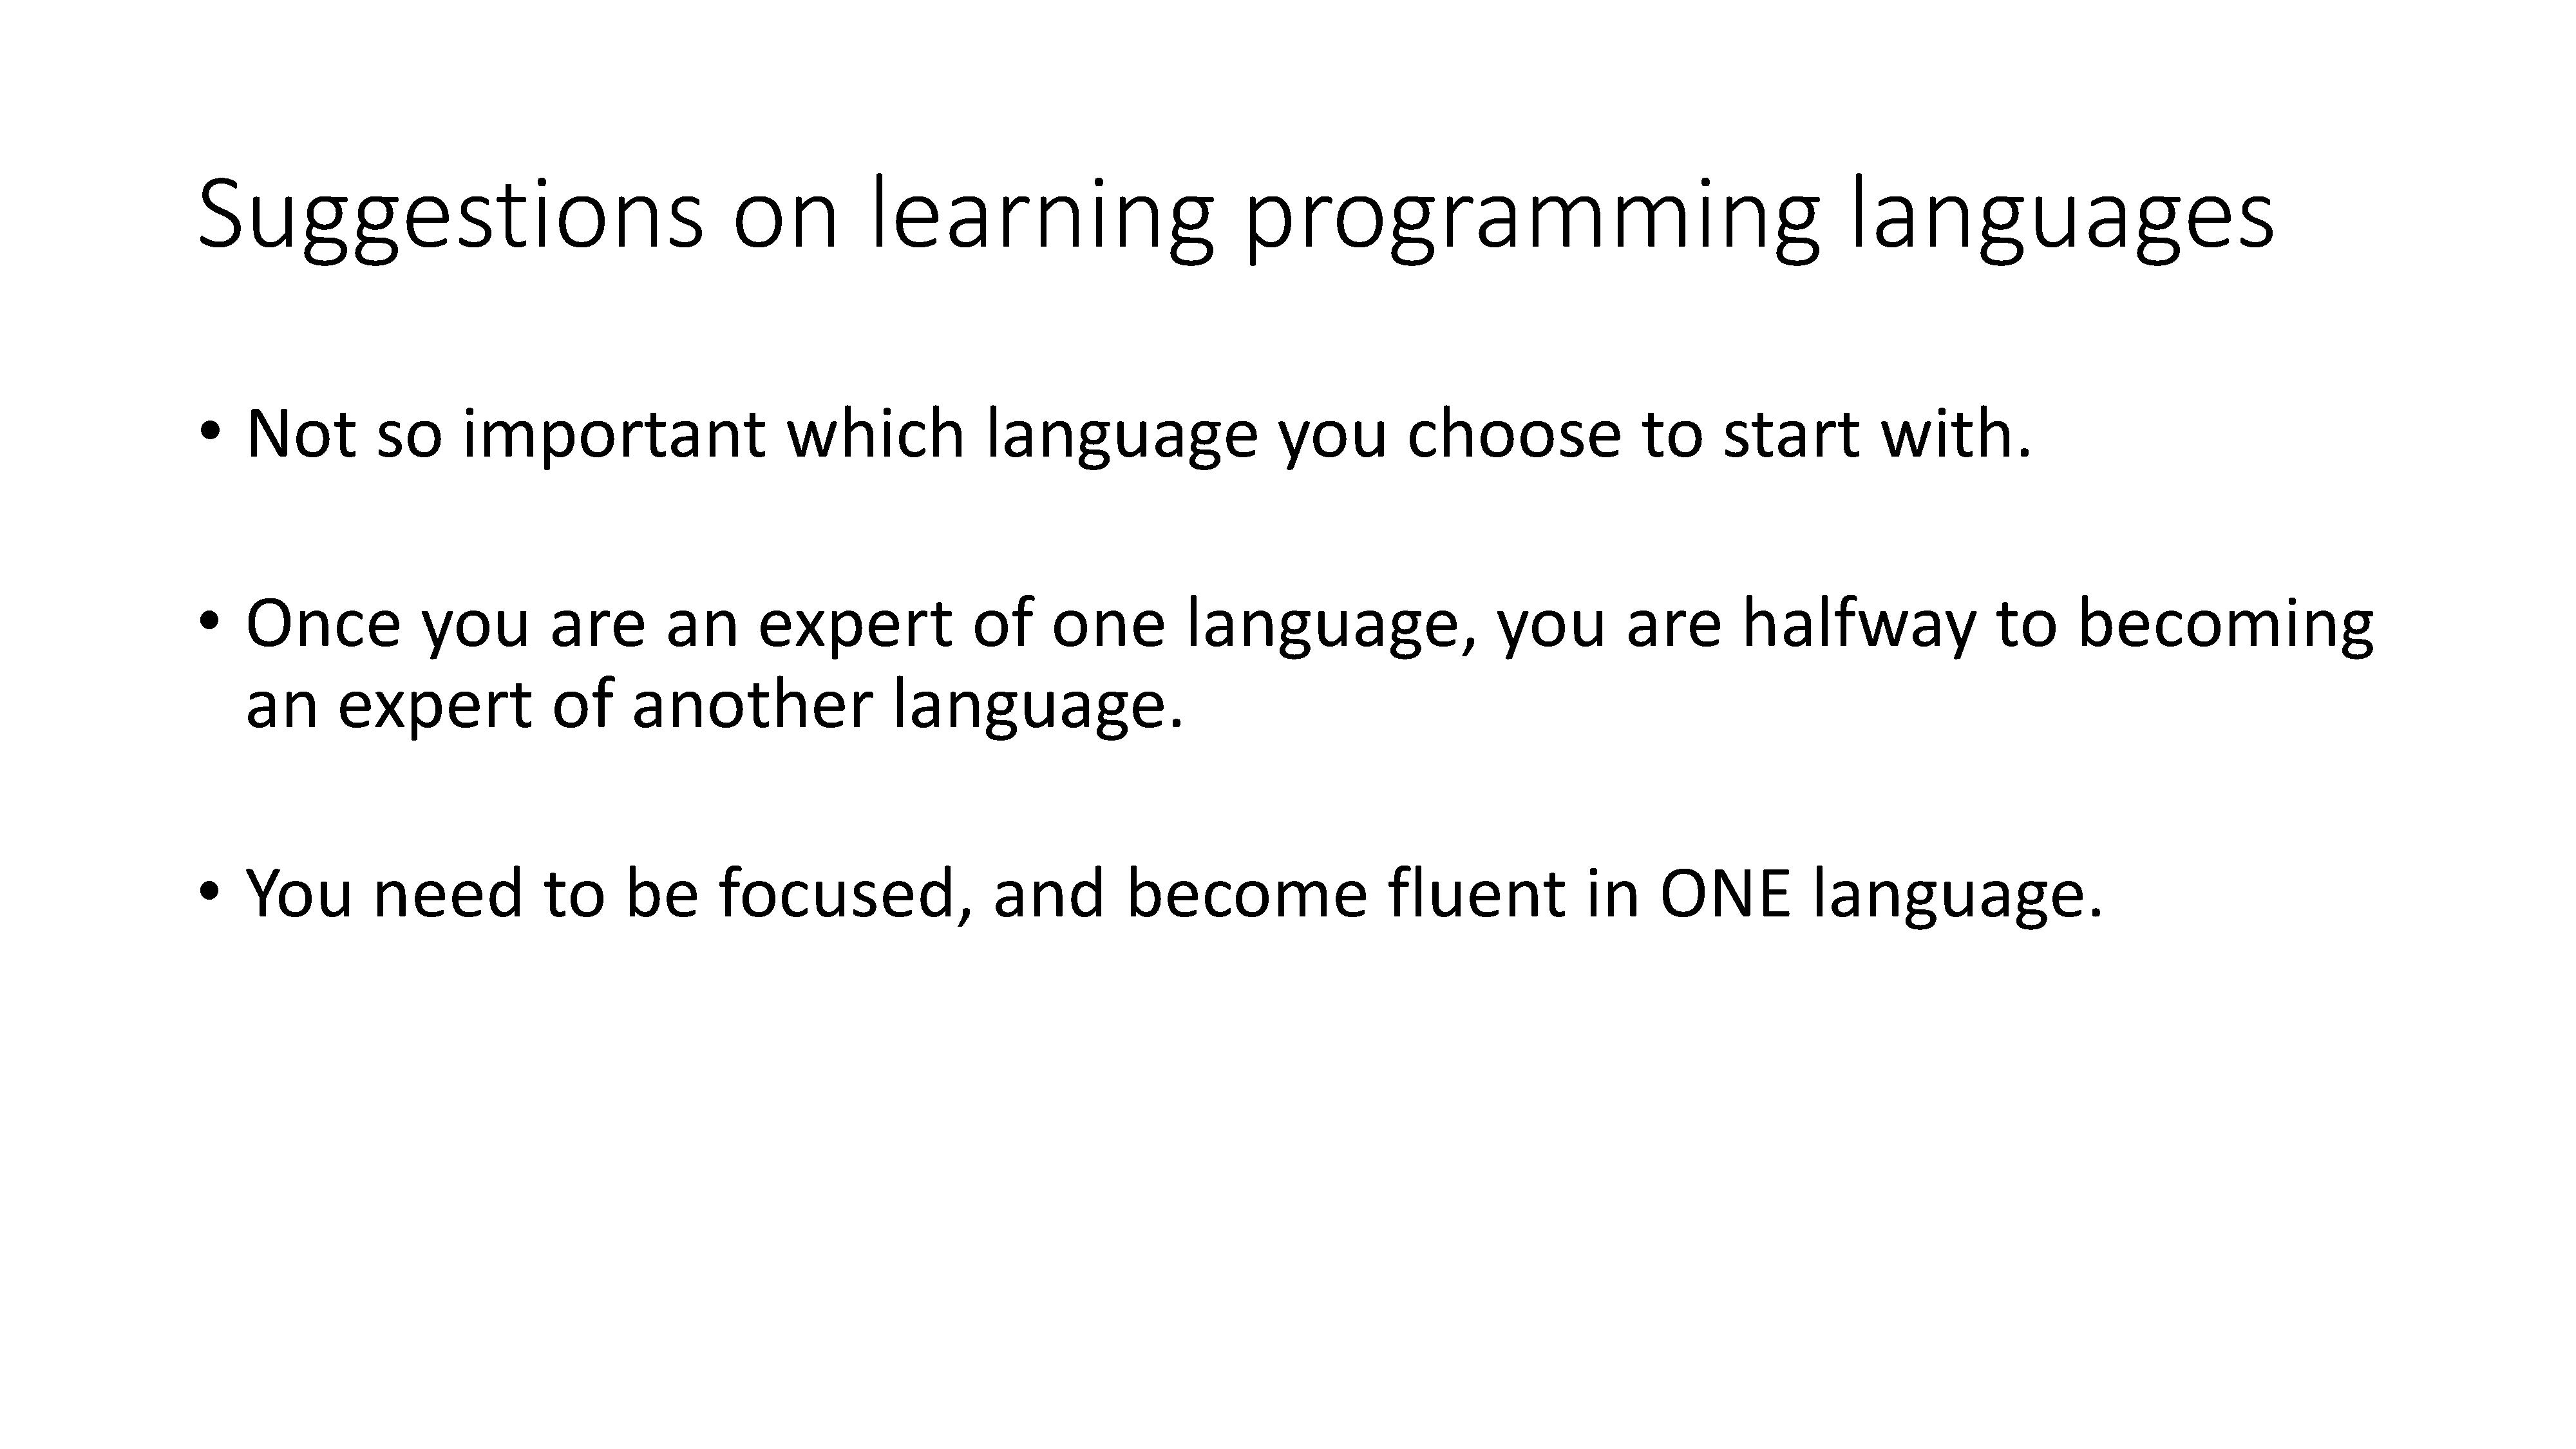 Suggestions on learning programming languages
• Not so important which language you choose to start with.
• Once you are an expert of one language, you are halfway to becoming
an expert of another language.
• You need to be focused, and become fluent in ONE language.